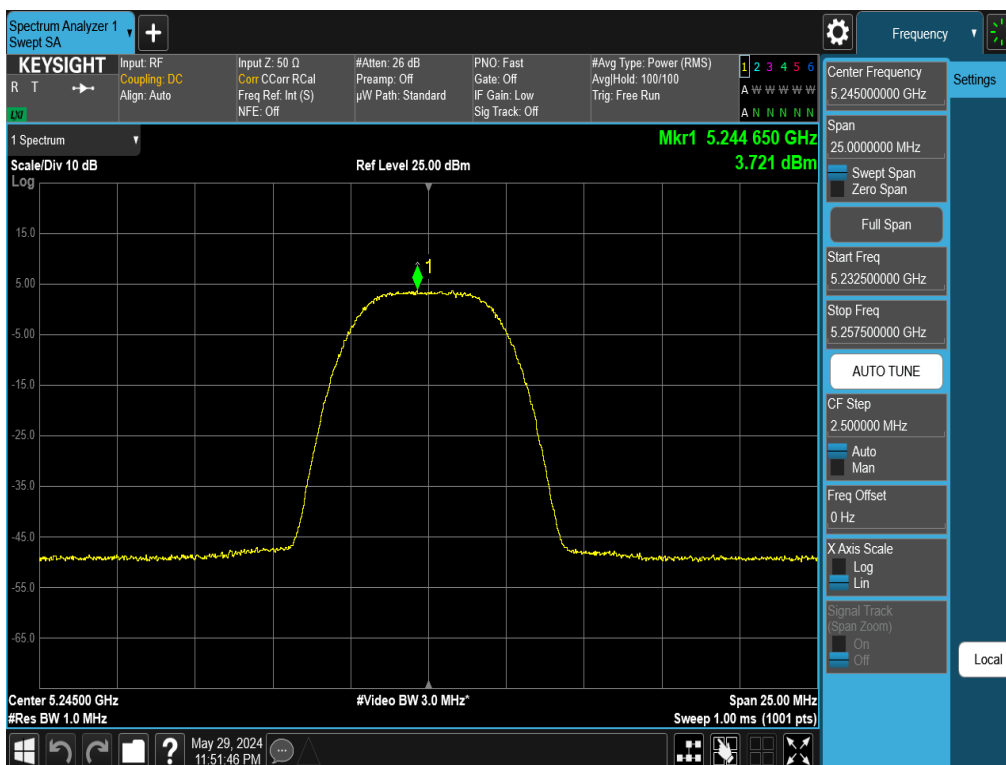 Spectrum Analyzer 1
Swept SA
Frequency
KEYSIGHT
R T
LXI
Input: RF
Coupling: DC
Align: Auto
Input Z: 50 Ω
Corr CCorr RCal
Freq Ref: Int (S)
NFE: Off
#Atten: 26 dB
Preamp: Off
µW Path: Standard
PNO: Fast
Gate: Off
IF Gain: Low
Sig Track: Off
#Avg Type: Power (RMS)
Avg|Hold: 100/100
Trig: Free Run
1 2 3 4 5 6
A W W W W W
A N N N N N
1 Spectrum
Mkr1 5.244 650 GHz
3.721 dBm
Scale/Div 10 dB
Ref Level 25.00 dBm
Log
15.0
5.00
-5.00
-15.0
-25.0
-35.0
-45.0
-55.0
-65.0
1
Center 5.24500 GHz
#Res BW 1.0 MHz
#Video BW 3.0 MHz*
Span 25.00 MHz
Sweep 1.00 ms (1001 pts)
Center Frequency
5.245000000 GHz
Settings
Span
25.0000000 MHz
Swept Span
Zero Span
Full Span
Start Freq
5.232500000 GHz
Stop Freq
5.257500000 GHz
AUTO TUNE
CF Step
2.500000 MHz
Auto
Man
Freq Offset
0 Hz
X Axis Scale
Log
Lin
Signal Track
(Span Zoom)
On
Off
Local
?
May 29, 2024
11:51:46 PM